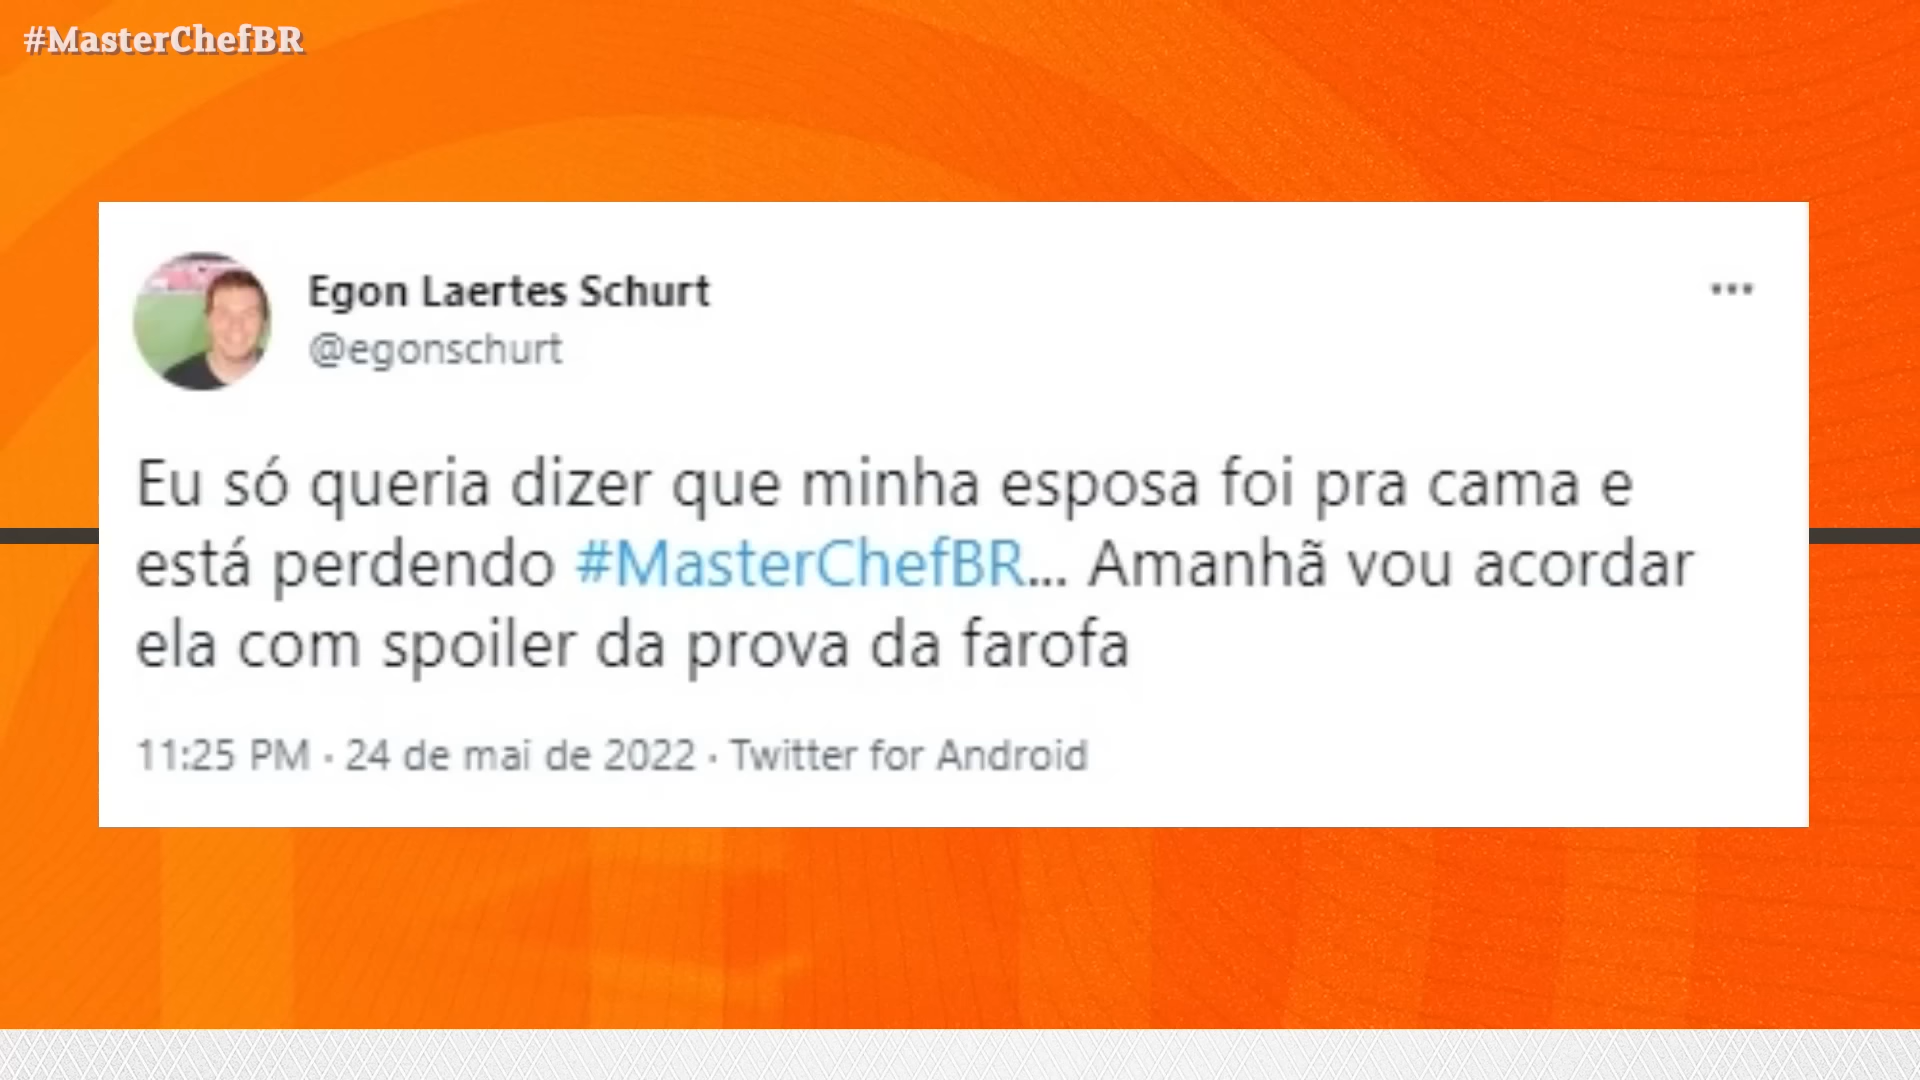 #MasterChefBR
Egon Laertes Schurt
@egonschurt
Eu só queria dizer que minha esposa foi pra cama e
está perdendo #MasterChefBR... Amanhã vou acordar
ela com spoiler da prova da farofa
11:25 PM · 24 de mai de 2022 · Twitter for Android